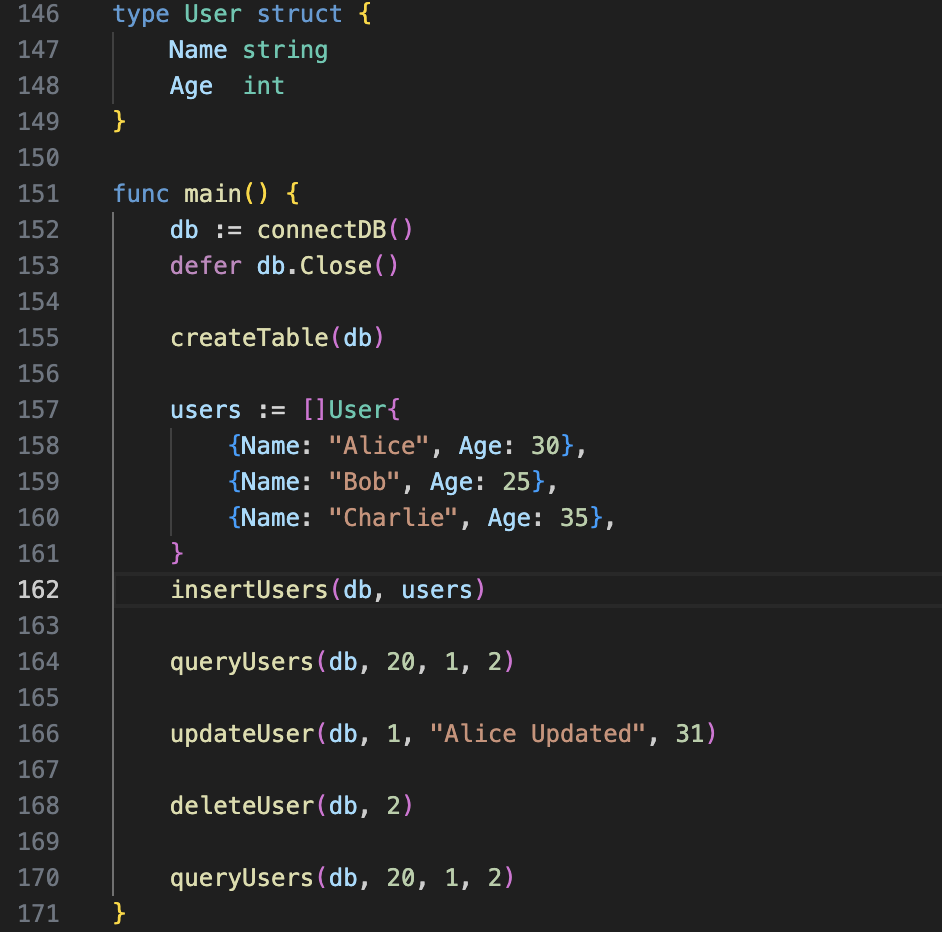 146 type User struct {
147     Name string
148     Age  int
149 }
150
151 func main() {
152     db := connectDB()
153     defer db.Close()
154
155     createTable(db)
156
157     users := []User{
158         {Name: "Alice", Age: 30},
159         {Name: "Bob", Age: 25},
160         {Name: "Charlie", Age: 35},
161     }
162     insertUsers(db, users)
163
164     queryUsers(db, 20, 1, 2)
165
166     updateUser(db, 1, "Alice Updated", 31)
167
168     deleteUser(db, 2)
169
170     queryUsers(db, 20, 1, 2)
171 }